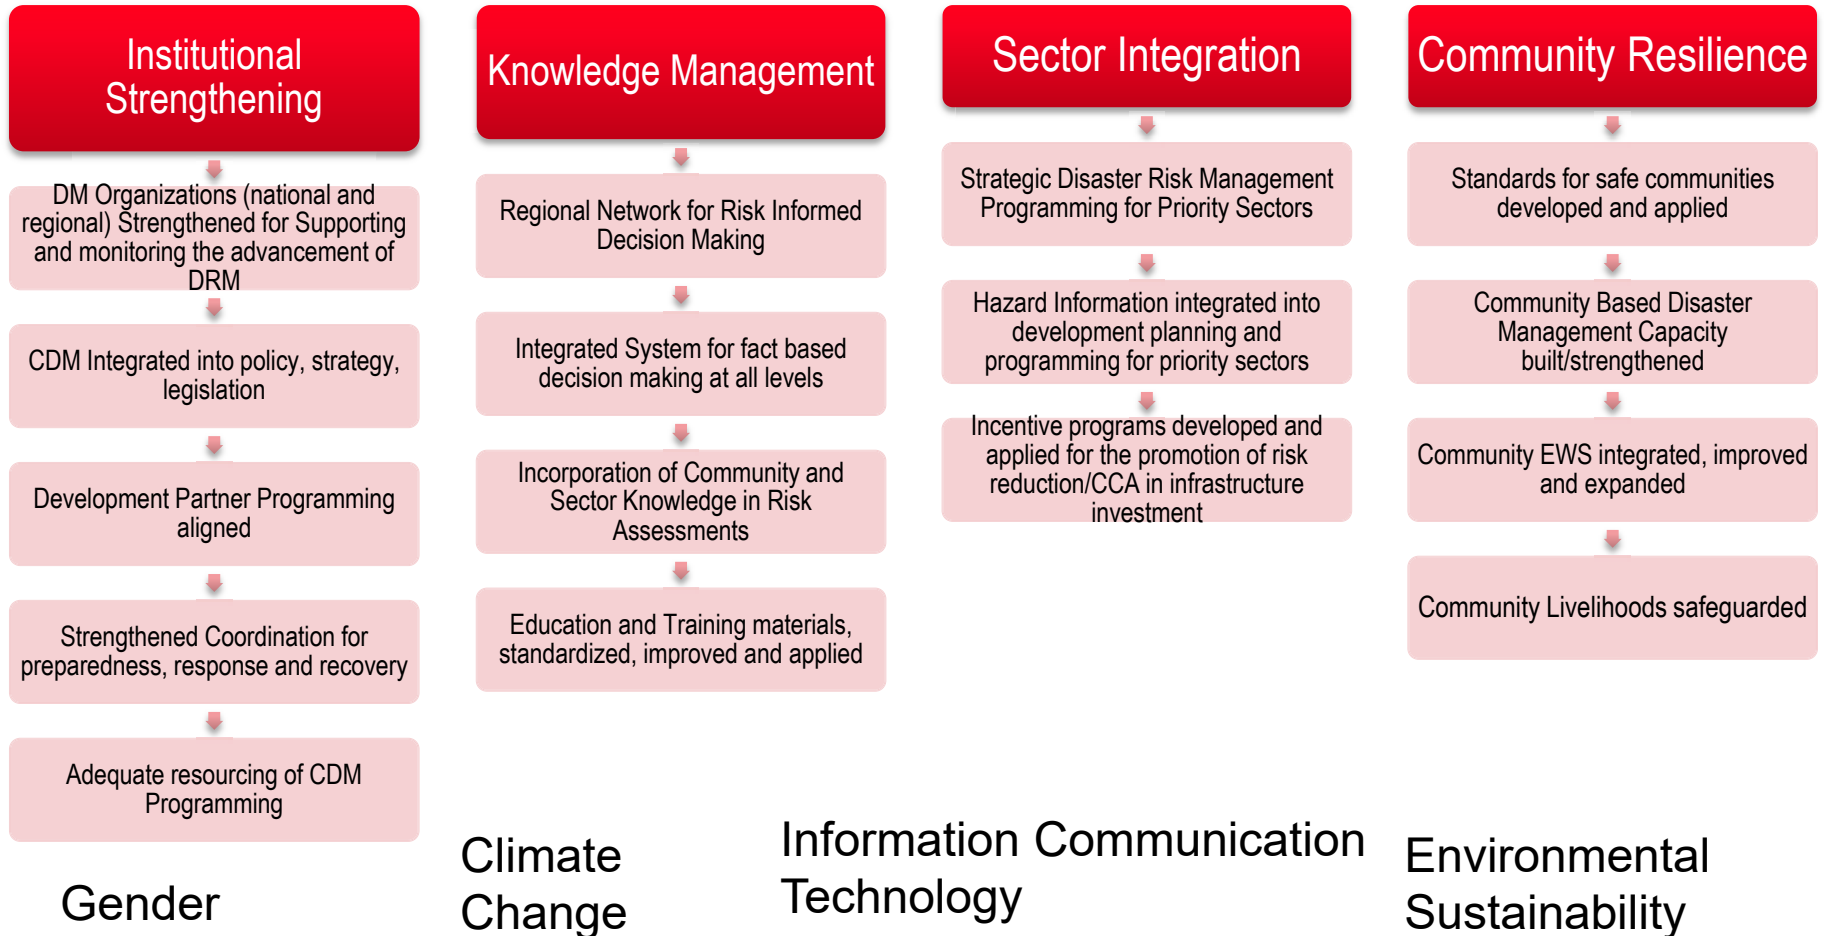 Institutional
Strengthening
DM Organizations (national and
regional) Strengthened for Supporting
and monitoring the advancement of
DRM
CDM Integrated into policy, strategy,
legislation
Development Partner Programming
aligned
Strengthened Coordination for
preparedness, response and recovery
Adequate resourcing of CDM
Programming
Knowledge Management
Regional Network for Risk Informed
Decision Making
Integrated System for fact based
decision making at all levels
Incorporation of Community and
Sector Knowledge in Risk
Assessments
Education and Training materials,
standardized, improved and applied
Sector Integration
Strategic Disaster Risk Management
Programming for Priority Sectors
Hazard Information integrated into
development planning and
programming for priority sectors
Incentive programs developed and
applied for the promotion of risk
reduction/CCA in infrastructure
investment
Community Resilience
Standards for safe communities
developed and applied
Community Based Disaster
Management Capacity
built/strengthened
Community EWS integrated, improved
and expanded
Community Livelihoods safeguarded
Gender
Climate
Change
Information Communication
Technology
Environmental
Sustainability